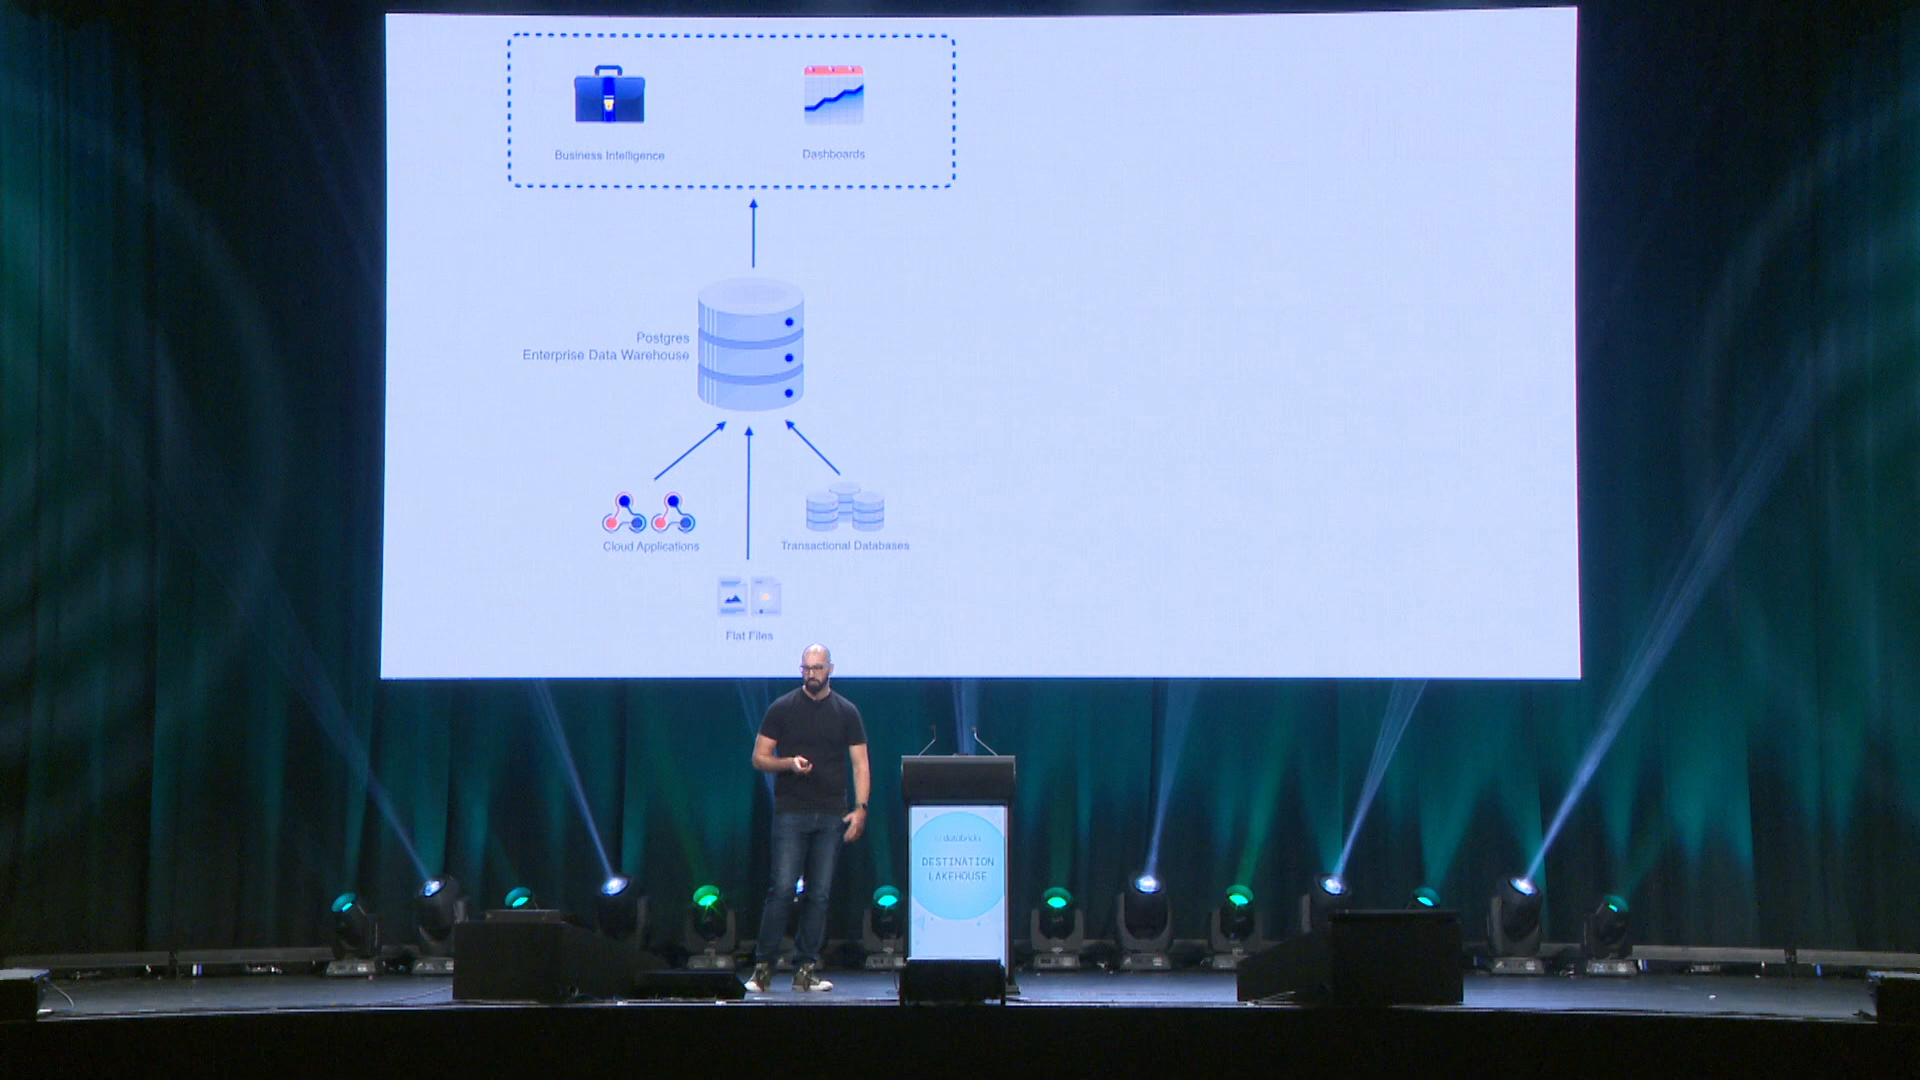 Business Intelligence
Dashboards
Postgres
Enterprise Data Warehouse
Cloud Applications
Transactional Databases
Flat Files
databricks
DESTINATION
LAKEHOUSE